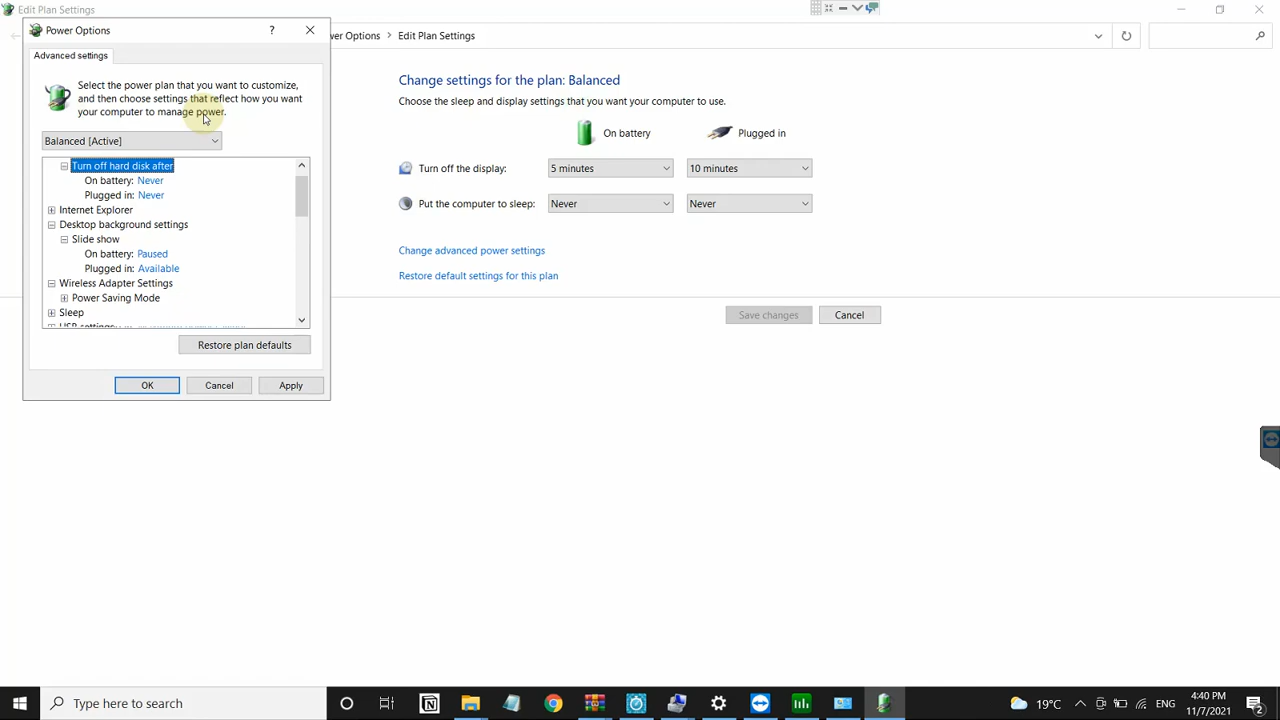 Edit Plan Settings
Power Options
wer Options
Edit Plan Settings
Advanced settings
Select the power plan that you want to customize,
and then choose settings that reflect how you want
your computer to manage power.
Balanced [Active]
Turn off hard disk after
On battery: Never
Plugged in: Never
Internet Explorer
Desktop background settings
Slide show
On battery: Paused
Plugged in: Available
Wireless Adapter Settings
Power Saving Mode
Sleep
USB settings
Restore plan defaults
OK
Cancel
Apply
Change settings for the plan: Balanced
Choose the sleep and display settings that you want your computer to use.
On battery
Plugged in
Turn off the display:
5 minutes
10 minutes
Put the computer to sleep:
Never
Never
Change advanced power settings
Restore default settings for this plan
Save changes
Cancel
Type here to search
19°C
ENG
4:40 PM
11/7/2021
2